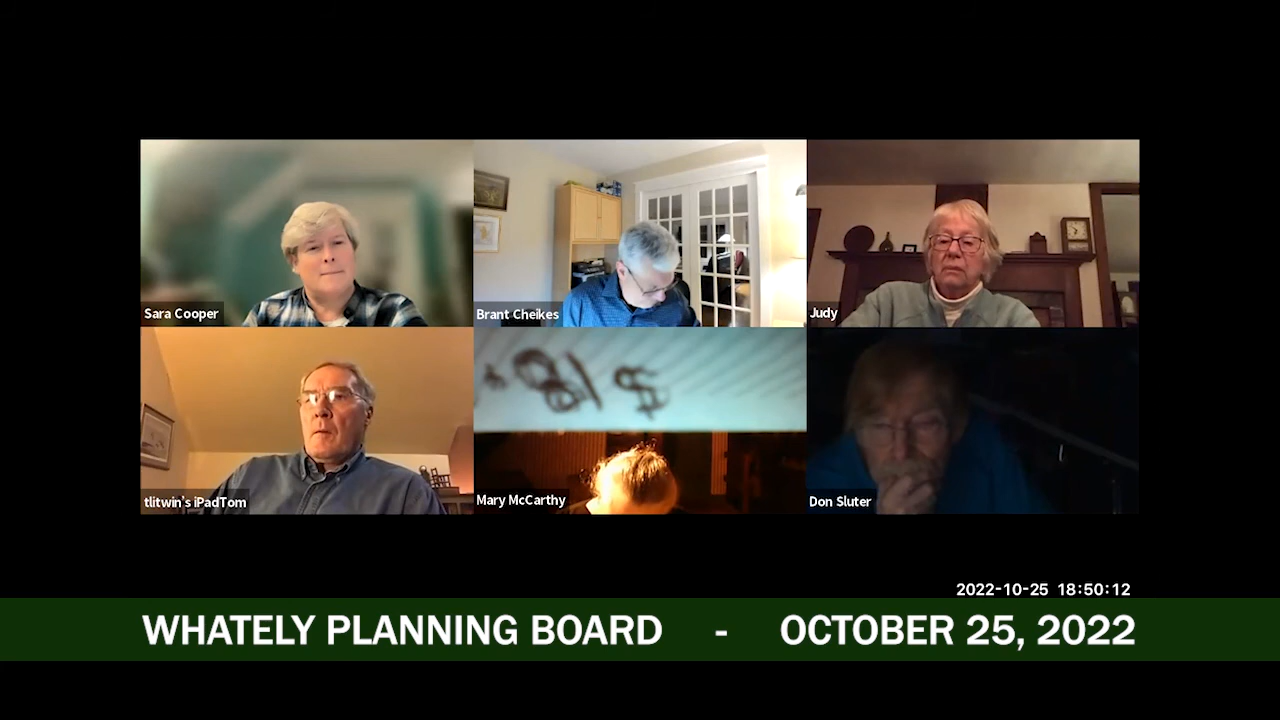 Sara Cooper
Brant Cheikes
Judy
tlitwin's iPadTom
Mary McCarthy
Don Sluter
2022-10-25 18:50:12
WHATELY PLANNING BOARD - OCTOBER 25, 2022